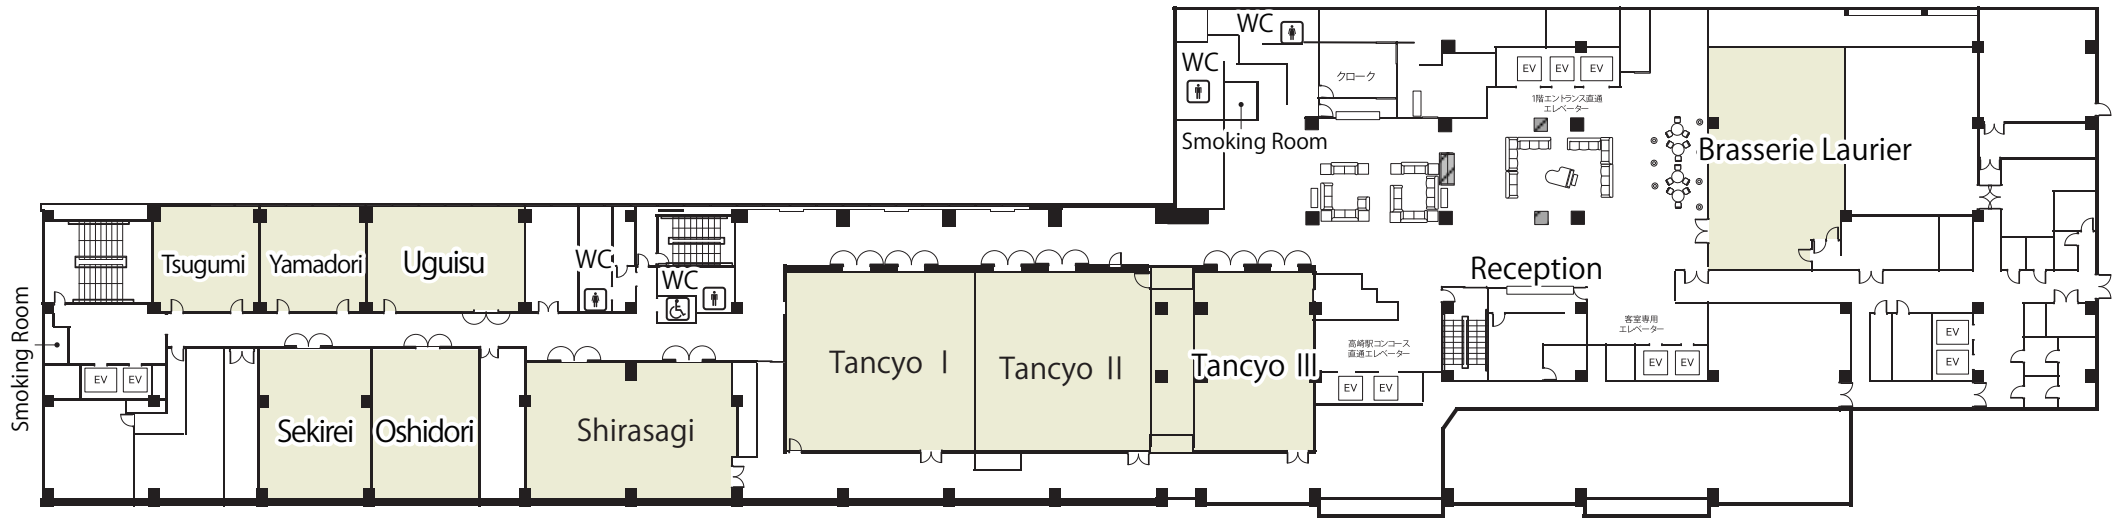 WC
WC
Smoking Room
クローク
EV
EV
EV
1階エントランス直通
エレベーター
Brasserie Laurier
Tsugumi
Yamadori
Uguisu
WC
WC
Reception
Smoking Room
EV
EV
Sekirei
Oshidori
Shirasagi
Tancyo I
Tancyo II
Tancyo III
高崎駅コンコース
直通エレベーター
EV
EV
客室専用
エレベーター
EV
EV
EV
EV